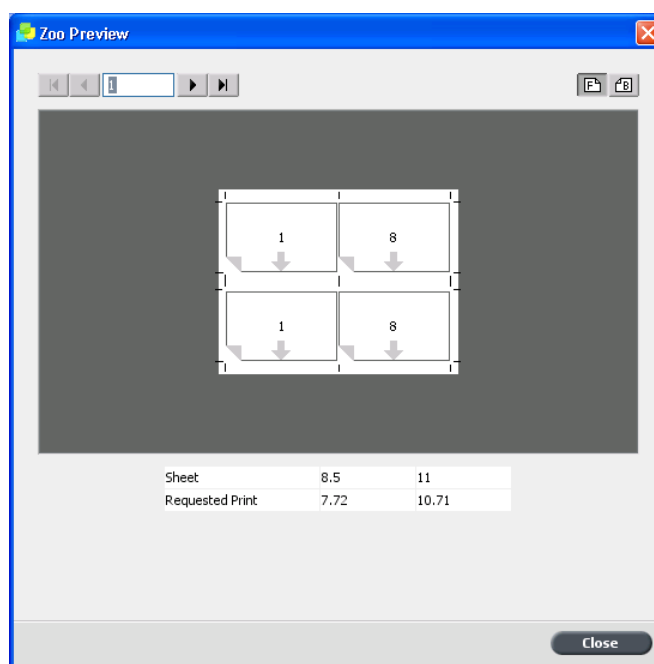 Zoo Preview
1
F B
1 8
1 8
Sheet 8.5 11
Requested Print 7.72 10.71
Close